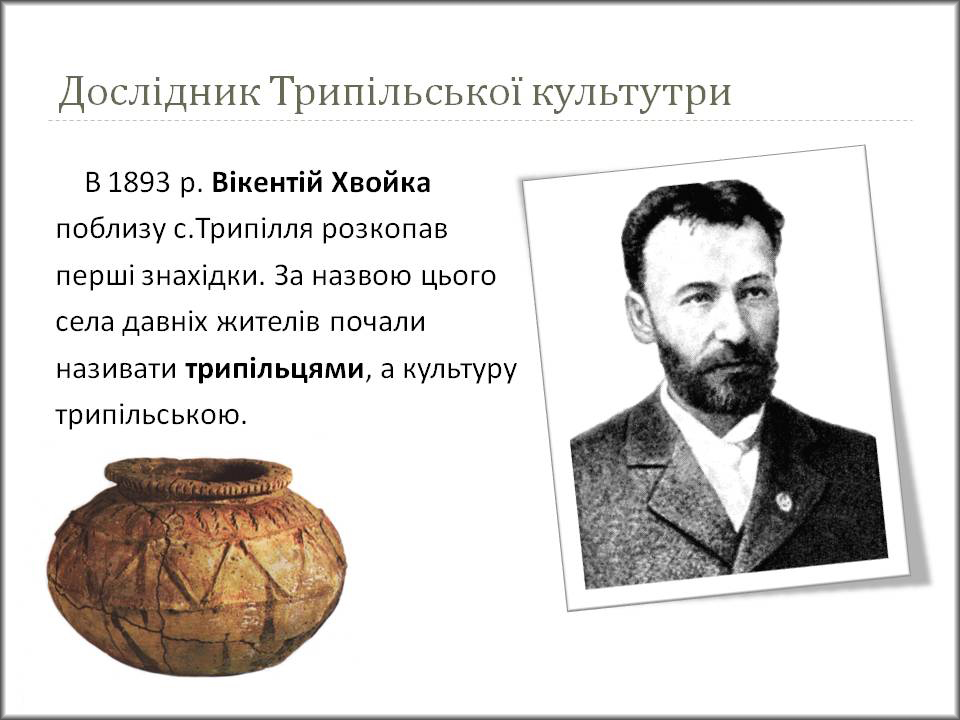 Дослідник Трипільської культутри
В 1893 р. Вікентій Хвойка
поблизу с.Трипілля розкопав
перші знахідки. За назвою цього
села давніх жителів почали
називати трипільцями, а культуру
трипільською.